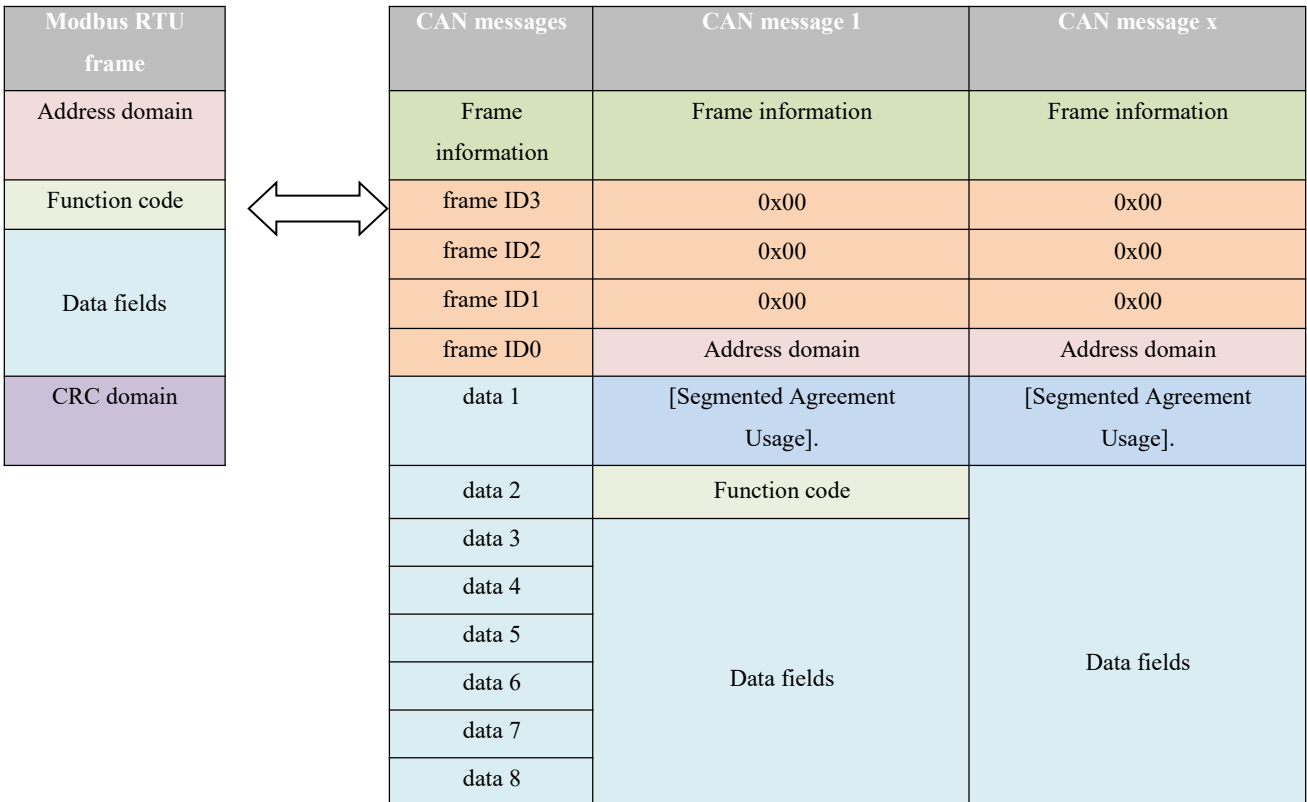 Modbus RTU
frame
Address domain
Function code
Data fields
CRC domain
CAN messages CAN message 1 CAN message x
Frame
information
Frame information Frame information
frame ID3 0x00 0x00
frame ID2 0x00 0x00
frame ID1 0x00 0x00
frame ID0 Address domain Address domain
data 1
[Segmented Agreement
Usage].
[Segmented Agreement
Usage].
data 2 Function code
data 3
data 4
data 5
data 6
data 7
data 8
Data fields
Data fields